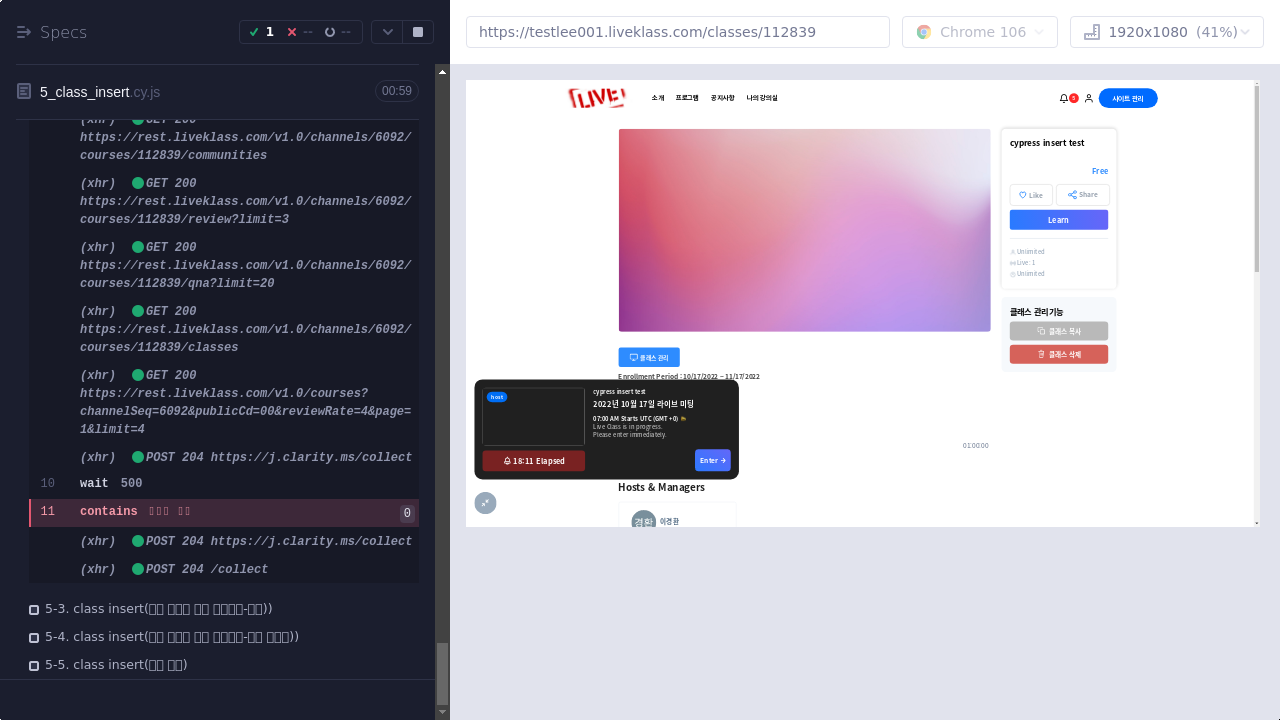 Specs
1
--
--
5_class_insert.cy.js
00:59
(xhr) GET 200
https://rest.liveklass.com/v1.0/channels/6092/
courses/112839/communities
(xhr) GET 200
https://rest.liveklass.com/v1.0/channels/6092/
courses/112839/review?limit=3
(xhr) GET 200
https://rest.liveklass.com/v1.0/channels/6092/
courses/112839/qna?limit=20
(xhr) GET 200
https://rest.liveklass.com/v1.0/channels/6092/
courses/112839/classes
(xhr) GET 200
https://rest.liveklass.com/v1.0/courses?
channelSeq=6092&publicCd=00&reviewRate=4&page=
1&limit=4
(xhr) POST 204 https://j.clarity.ms/collect
10 wait 500
11 contains
0
(xhr) POST 204 https://j.clarity.ms/collect
(xhr) POST 204 /collect
5-3. class insert(
5-4. class insert(
5-5. class insert(
https://testlee001.liveklass.com/classes/112839
Chrome 106
1920x1080 (41%)
LIVE!
소개 프로그램 공지사항 나의 강의실
사이트 관리
cypress insert test
Free
Like
Share
Learn
Unlimited
Live: 1
Unlimited
클래스 관리기능
클래스 복사
클래스 삭제
클래스 관리
Enrollment Period : 10/17/2022 ~ 11/17/2022
host
cypress insert test
2022년 10월 17일 라이브 미팅
07:00 AM Starts UTC (GMT +0)
Live Class is in progress.
Please enter immediately.
18:11 Elapsed
Enter →
01:00:00
Hosts & Managers
경환
이경환